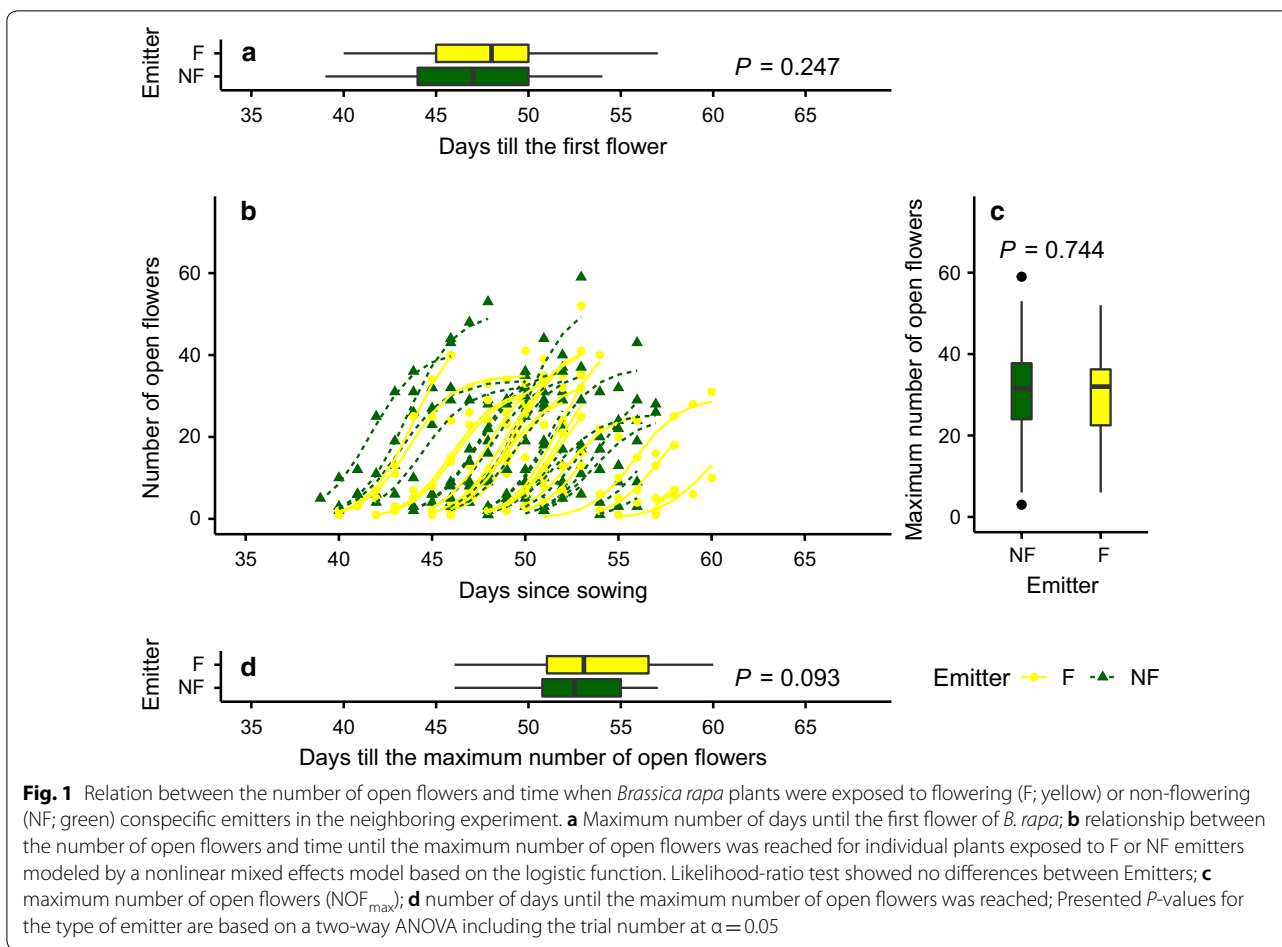 a
Emitter
F
NF
P = 0.247
35 40 45 50 55 60 65
Days till the first flower
b
Number of open flowers
60
40
20
0
35 40 45 50 55 60 65
Days since sowing
c
P = 0.744
Maximum number of open flowers
60
40
20
0
NF F
Emitter
d
Emitter
F
NF
P = 0.093
35 40 45 50 55 60 65
Days till the maximum number of open flowers
Emitter F NF
Fig. 1 Relation between the number of open flowers and time when Brassica rapa plants were exposed to flowering (F; yellow) or non-flowering
(NF; green) conspecific emitters in the neighboring experiment. a Maximum number of days until the first flower of B. rapa; b relationship between
the number of open flowers and time until the maximum number of open flowers was reached for individual plants exposed to F or NF emitters
modeled by a nonlinear mixed effects model based on the logistic function. Likelihood-ratio test showed no differences between Emitters; c
maximum number of open flowers (NOFmax); d number of days until the maximum number of open flowers was reached; Presented P-values for
the type of emitter are based on a two-way ANOVA including the trial number at α = 0.05